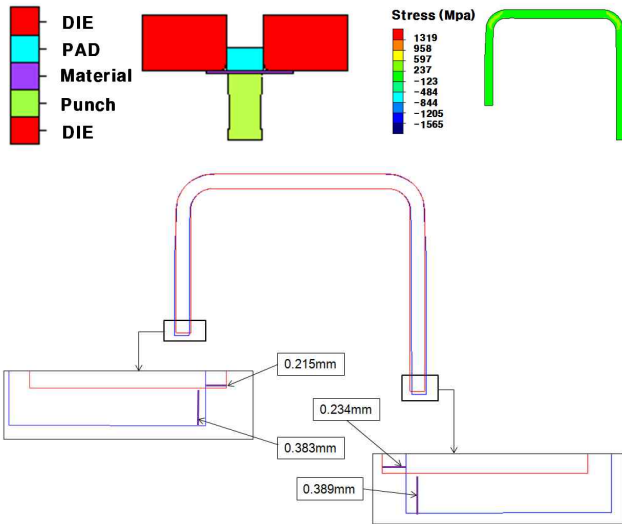 DIE
PAD
Material
Punch
DIE
Stress (Mpa)
1319
958
597
237
-123
-484
-844
-1205
-1565
0.215mm
0.383mm
0.234mm
0.389mm